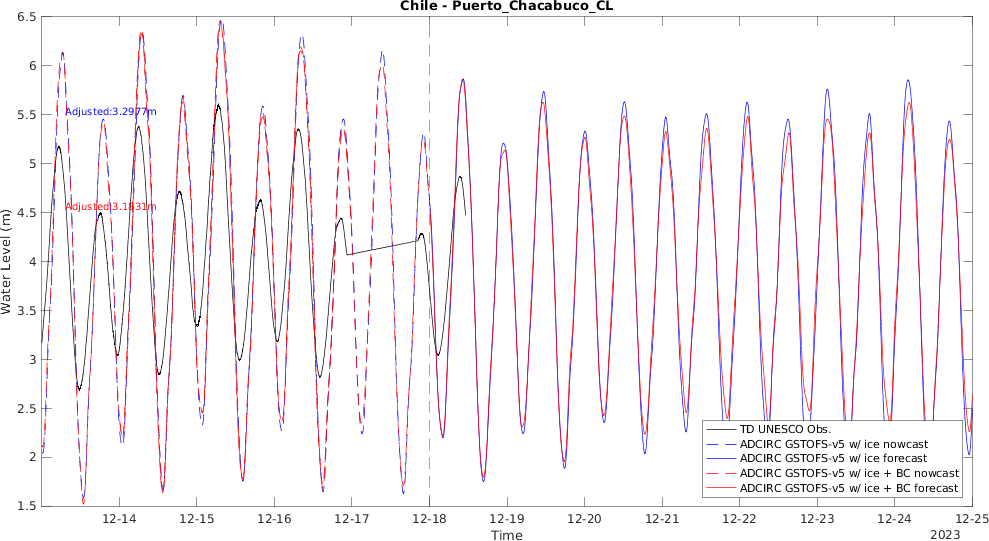 Chile - Puerto_Chacabuco_CL
6.5
6
5.5
5
4.5
4
3.5
3
2.5
2
1.5
Water Level (m)
Adjusted:3.2977m
Adjusted:3.1831m
TD UNESCO Obs.
ADCIRC GSTOFS-v5 w/ ice nowcast
ADCIRC GSTOFS-v5 w/ ice forecast
ADCIRC GSTOFS-v5 w/ ice + BC nowcast
ADCIRC GSTOFS-v5 w/ ice + BC forecast
12-14 12-15 12-16 12-17 12-18 12-19 12-20 12-21 12-22 12-23 12-24 12-25
Time
2023